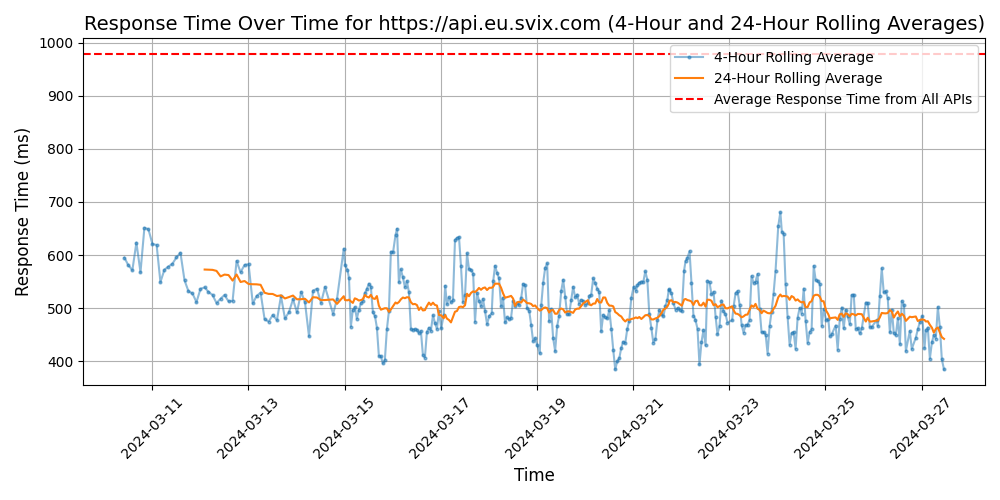 Response Time Over Time for https://api.eu.svix.com (4-Hour and 24-Hour Rolling Averages)
Response Time (ms)
1000
900
800
700
600
500
400
4-Hour Rolling Average
24-Hour Rolling Average
Average Response Time from All APIs
2024-03-11
2024-03-13
2024-03-15
2024-03-17
2024-03-19
2024-03-21
2024-03-23
2024-03-25
2024-03-27
Time